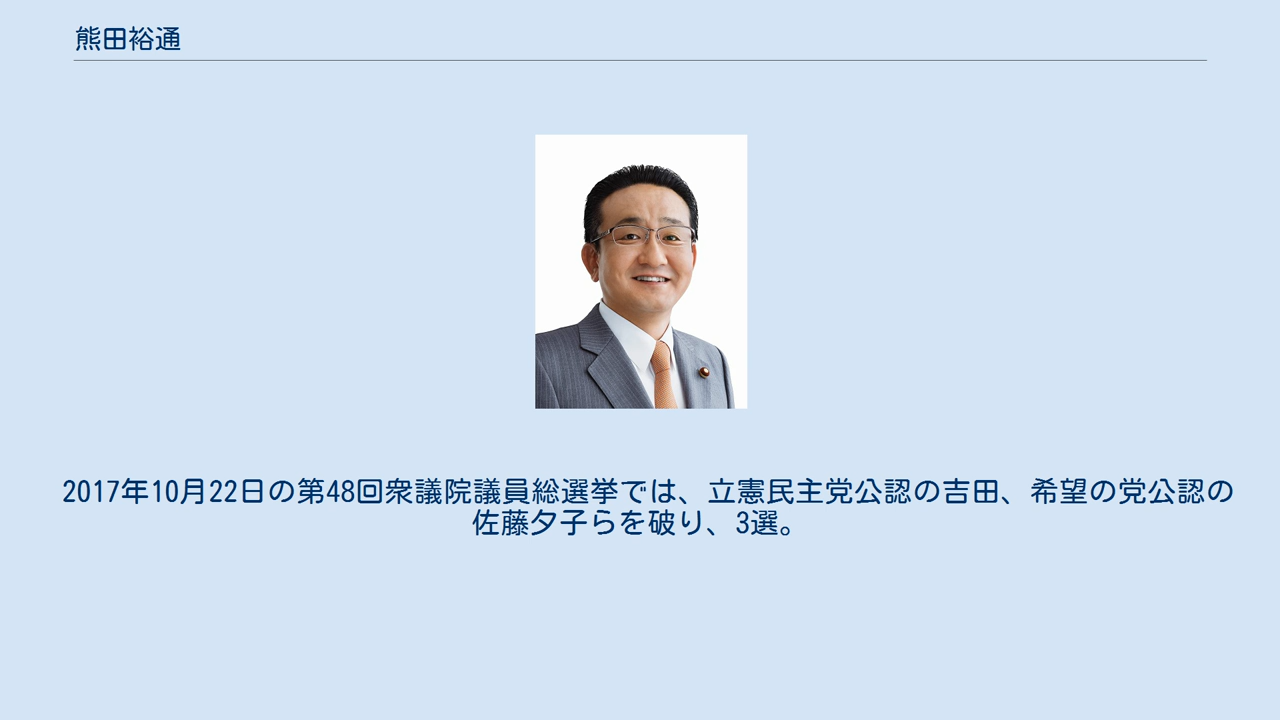 熊田裕通
2017年10月22日の第48回衆議院議員総選挙では、立憲民主党公認の吉田、希望の党公認の
佐藤夕子らを破り、3選。